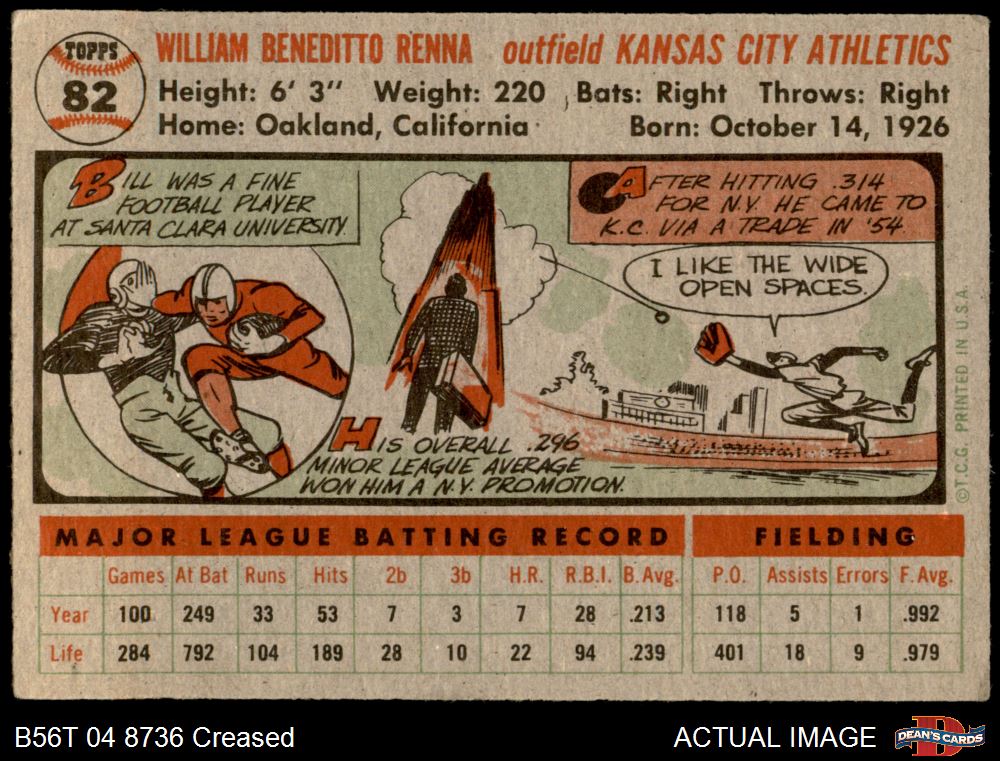 TOPPS
82
WILLIAM BENEDITTO RENNA outfield KANSAS CITY ATHLETICS
Height: 6' 3" Weight: 220 Bats: Right Throws: Right
Home: Oakland, California Born: October 14, 1926
BILL WAS A FINE
FOOTBALL PLAYER
AT SANTA CLARA UNIVERSITY.
HIS OVERALL .296
MINOR LEAGUE AVERAGE
WON HIM A N.Y. PROMOTION.
AFTER HITTING .314
FOR N.Y. HE CAME TO
K.C. VIA A TRADE IN '54.
I LIKE THE WIDE
OPEN SPACES.
©T.C.G. PRINTED IN U.S.A.
MAJOR LEAGUE BATTING RECORD FIELDING
Games At Bat Runs Hits 2b 3b H.R. R.B.I. B.Avg. P.O. Assists Errors F.Avg.
Year 100 249 33 53 7 3 7 28 .213 118 5 1 .992
Life 284 792 104 189 28 10 22 94 .239 401 18 9 .979
B56T 04 8736 Creased ACTUAL IMAGE
DEAN'S CARDS